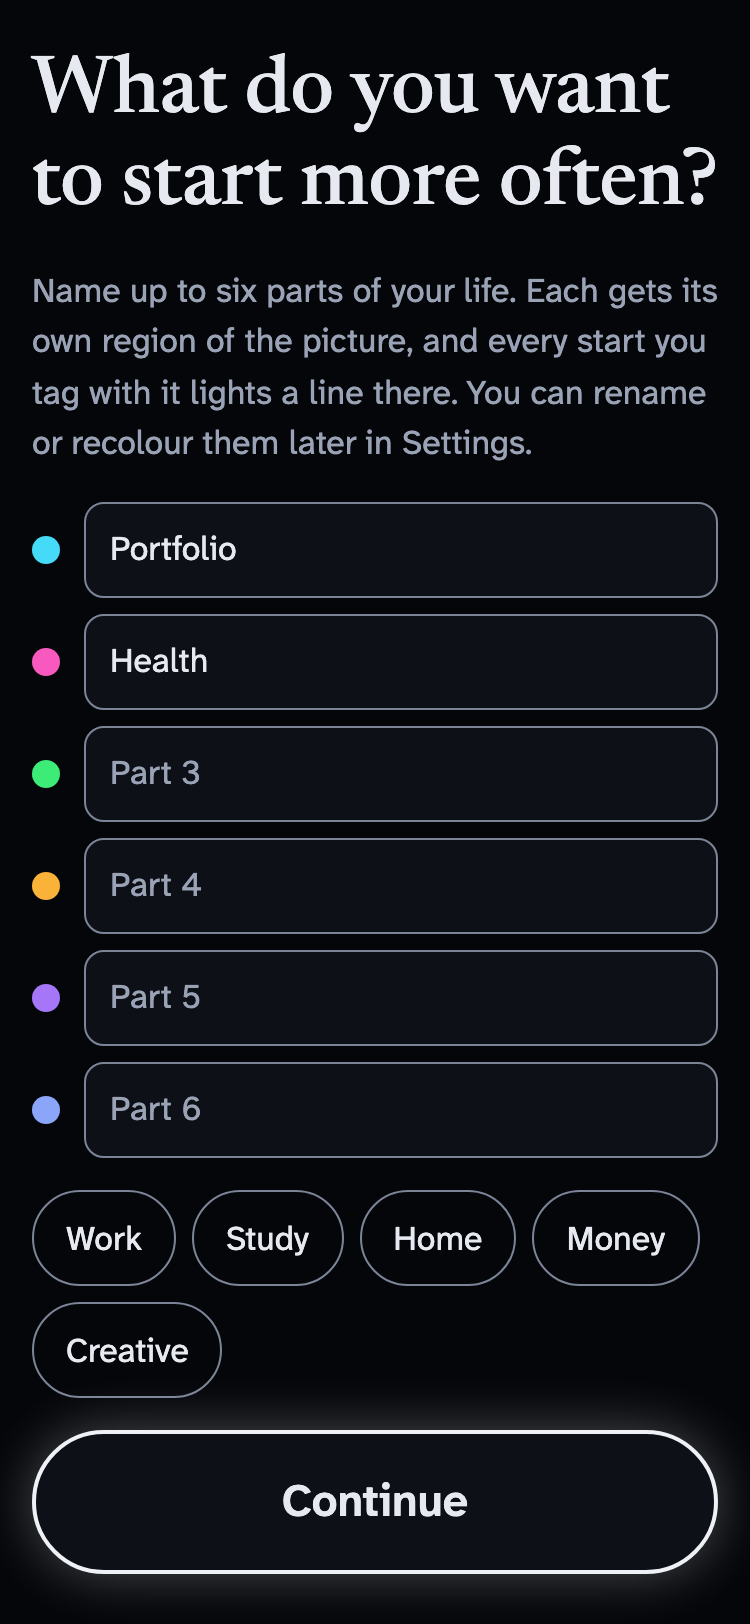 What do you want
to start more often?
Name up to six parts of your life. Each gets its
own region of the picture, and every start you
tag with it lights a line there. You can rename
or recolour them later in Settings.
Portfolio
Health
Part 3
Part 4
Part 5
Part 6
Work Study Home Money
Creative
Continue